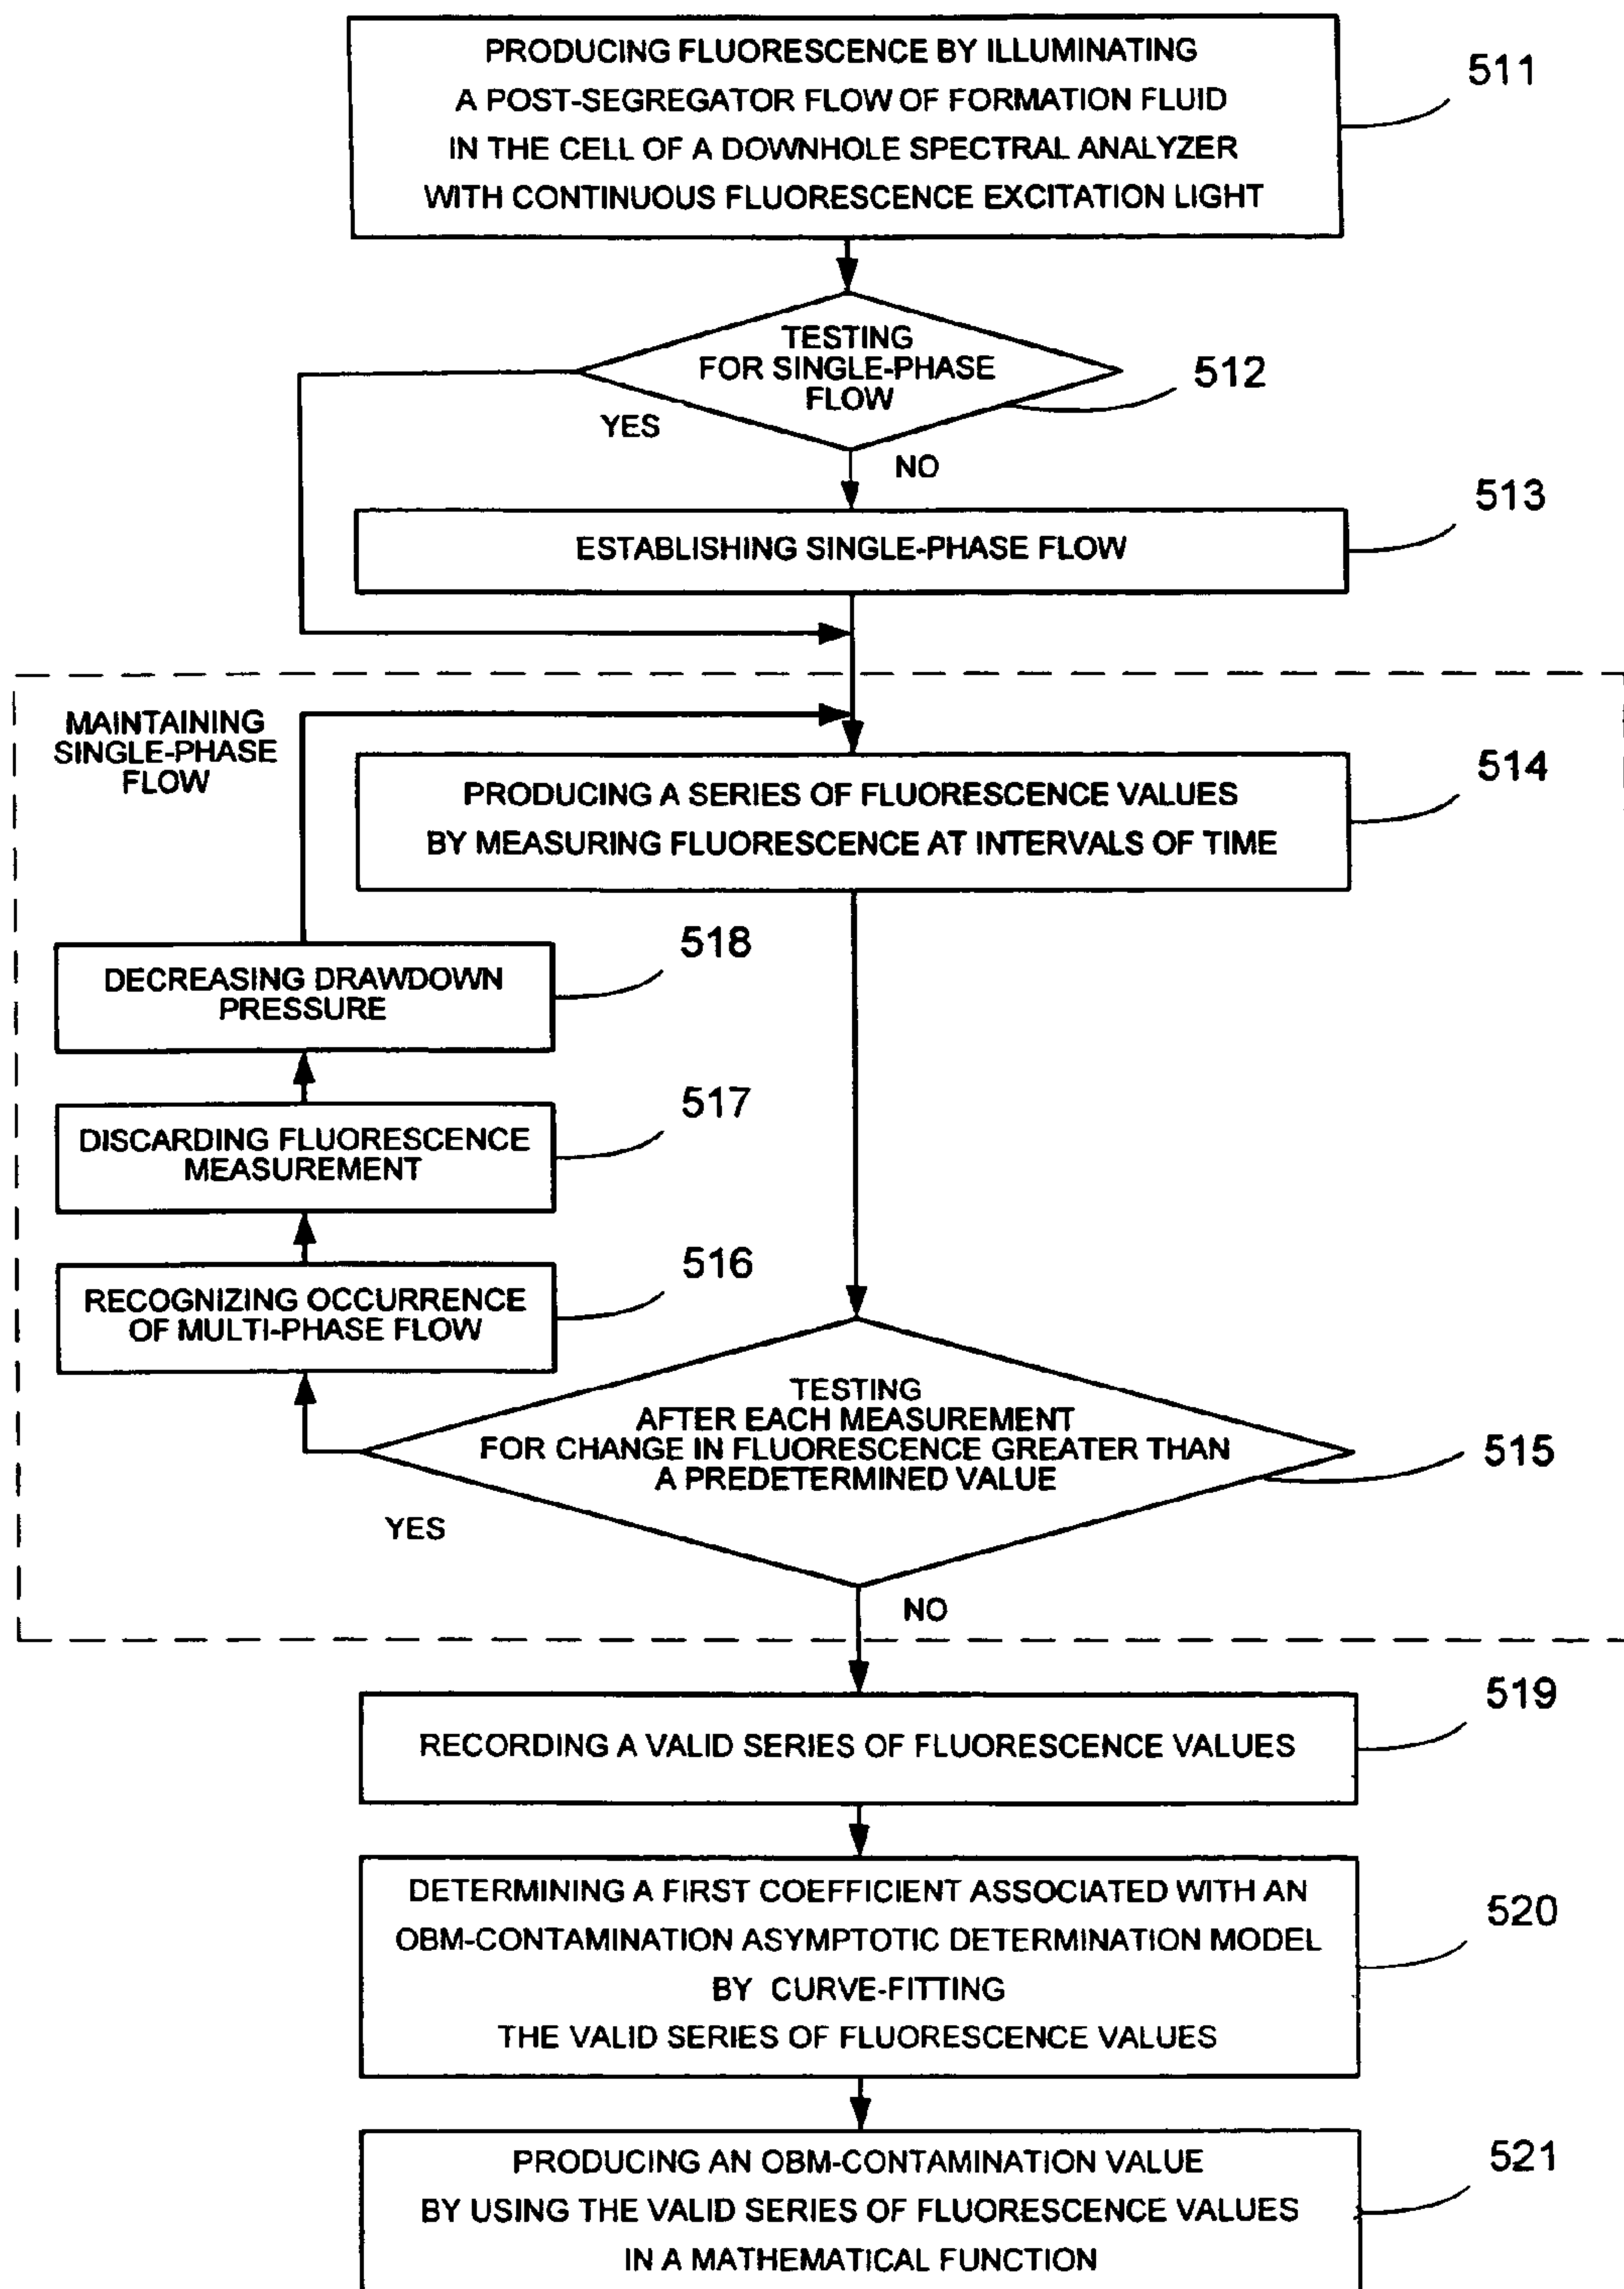 PRODUCING FLUORESCENCE BY ILLUMINATING
A POST-SEGREGATOR FLOW OF FORMATION FLUID
IN THE CELL OF A DOWNHOLE SPECTRAL ANALYZER
WITH CONTINUOUS FLUORESCENCE EXCITATION LIGHT
511
TESTING
FOR SINGLE-PHASE
FLOW
512
YES
NO
513
ESTABLISHING SINGLE-PHASE FLOW
MAINTAINING
SINGLE-PHASE
FLOW
514
PRODUCING A SERIES OF FLUORESCENCE VALUES
BY MEASURING FLUORESCENCE AT INTERVALS OF TIME
518
DECREASING DRAWDOWN
PRESSURE
517
DISCARDING FLUORESCENCE
MEASUREMENT
516
RECOGNIZING OCCURRENCE
OF MULTI-PHASE FLOW
TESTING
AFTER EACH MEASUREMENT
FOR CHANGE IN FLUORESCENCE GREATER THAN
A PREDETERMINED VALUE
515
YES
NO
519
RECORDING A VALID SERIES OF FLUORESCENCE VALUES
DETERMINING A FIRST COEFFICIENT ASSOCIATED WITH AN
OBM-CONTAMINATION ASYMPTOTIC DETERMINATION MODEL
BY CURVE-FITTING
THE VALID SERIES OF FLUORESCENCE VALUES
520
PRODUCING AN OBM-CONTAMINATION VALUE
BY USING THE VALID SERIES OF FLUORESCENCE VALUES
IN A MATHEMATICAL FUNCTION
521